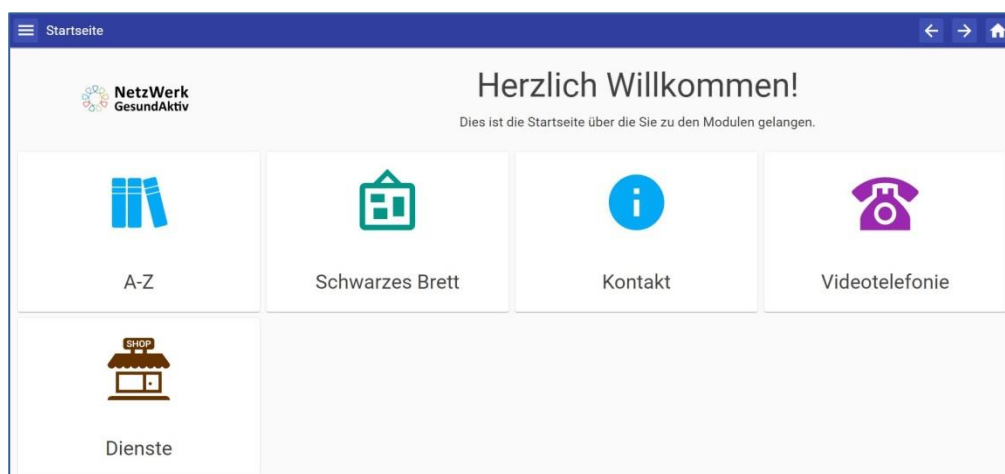 Startseite
NetzWerk
GesundAktiv
Herzlich Willkommen!
Dies ist die Startseite über die Sie zu den Modulen gelangen.
A-Z
Schwarzes Brett
Kontakt
Videotelefonie
SHOP
Dienste